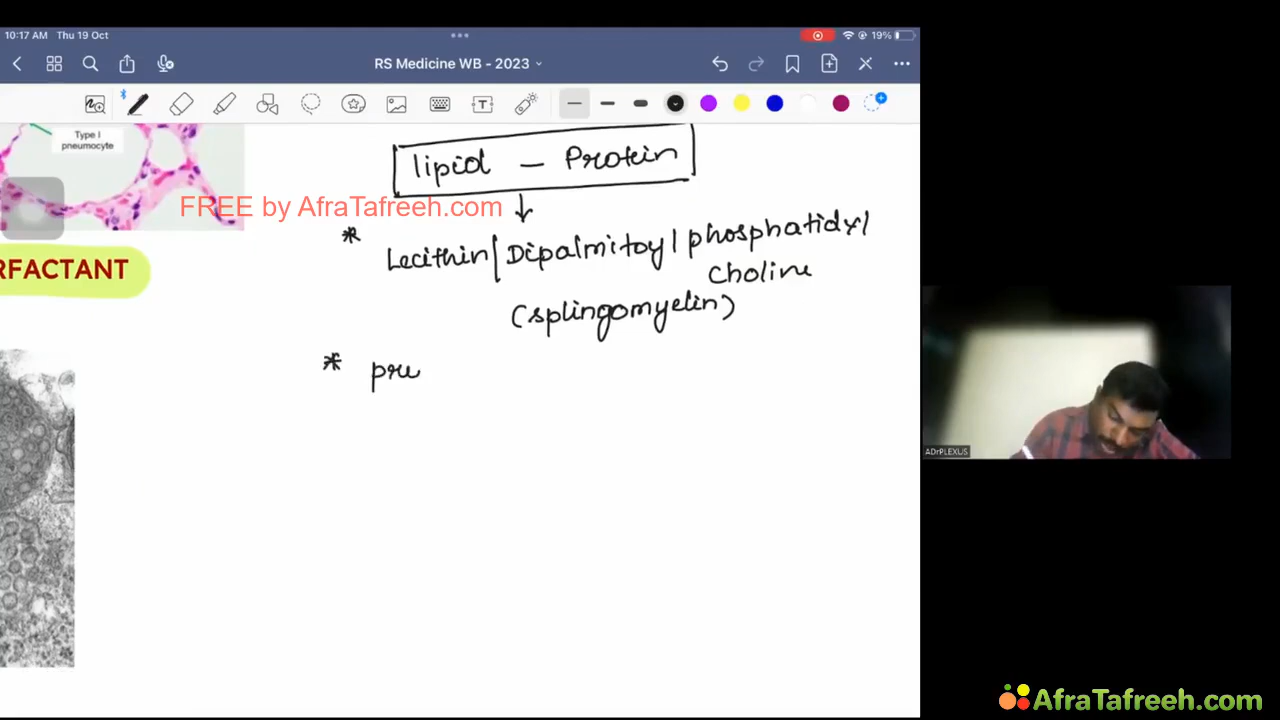 10:17 AM Thu 19 Oct
19%
RS Medicine WB - 2023
Type I
pneumocyte
lipid - Protein
FREE by AfraTafreeh.com
* Lecithin/Dipalmitoyl phosphatidyl
choline
RFACTANT
(splingomyelin)
* pre
ADrPLEXUS
AfraTafreeh.com